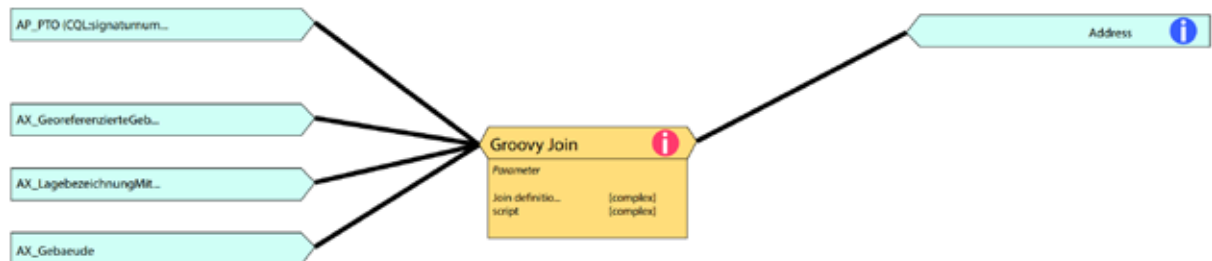 AP_PTO (CQL:signaturnum...
Address
AX_GeoreferenzierteGeb...
Groovy Join
Parameter
AX_LagebezeichnungMit...
Join definitio... [complex]
script [complex]
AX_Gebaeude